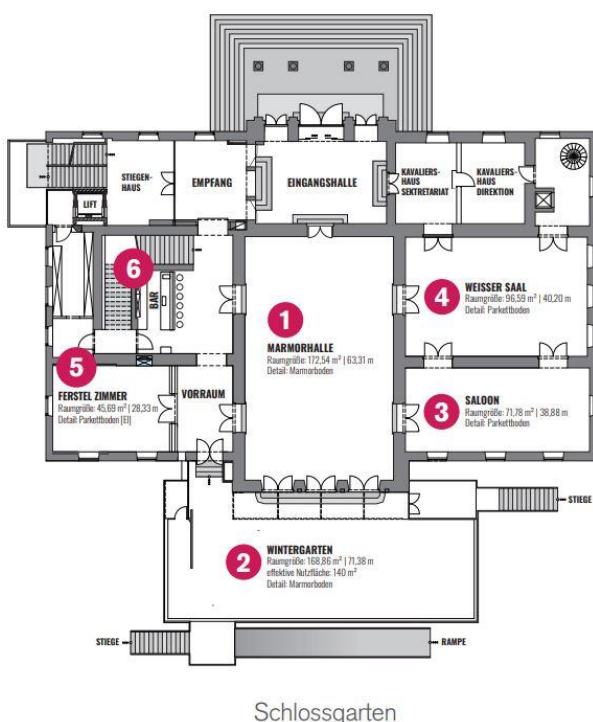 STIEGEN-
HAUS
EMPFANG
EINGANGSHALLE
KAVALIERS-
HAUS
SEKRETARIAT
KAVALIERS-
HAUS
DIREKTION
LIFT
6
BAR
1
MARMORHALLE
Raumgröße: 172,54 m² | 63,31 m
Detail: Marmorboden
4
WEISSER SAAL
Raumgröße: 96,59 m² | 40,20 m
Detail: Parkettboden
5
FERSTEL ZIMMER
Raumgröße: 45,69 m² | 28,33 m
Detail Parkettboden [EI]
VORRAUM
3
SALOON
Raumgröße: 71,78 m² | 38,88 m
Detail: Parkettboden
STIEGE
2
WINTERGARTEN
Raumgröße: 168,86 m² | 71,38 m
effektive Nutzfläche: 140 m²
Detail: Marmorboden
STIEGE
RAMPE
Schlossgarten